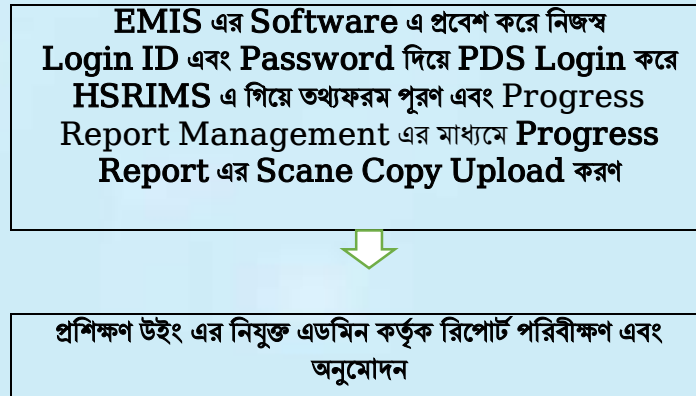 EMIS এর Software এ প্রবেশ করে নিজস্ব
Login ID এবং Password দিয়ে PDS Login করে
HSRIMS এ গিয়ে তথ্যফরম পূরণ এবং Progress
Report Management এর মাধ্যমে Progress
Report এর Scane Copy Upload করণ
প্রশিক্ষণ উইং এর নিযুক্ত এডমিন কর্তৃক রিপোর্ট পরিবীক্ষণ এবং
অনুমোদন